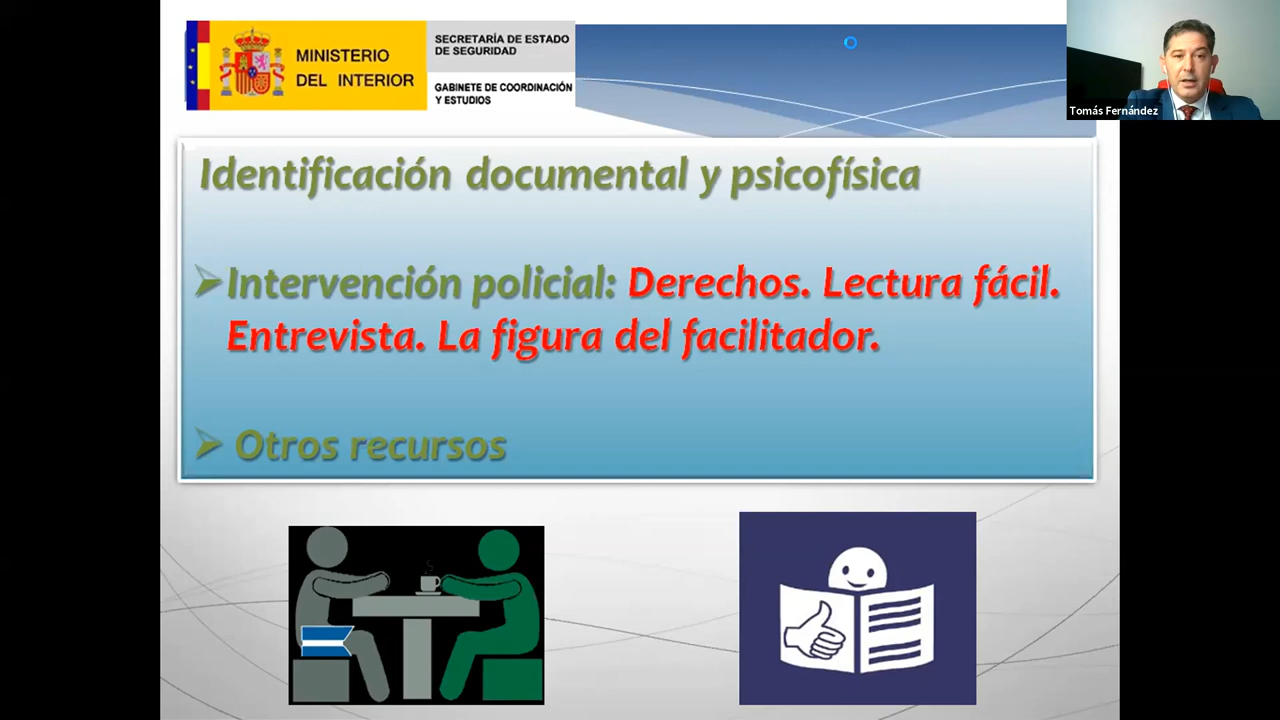 MINISTERIO
DEL INTERIOR
SECRETARÍA DE ESTADO
DE SEGURIDAD
GABINETE DE COORDINACIÓN
Y ESTUDIOS
Tomás Fernández
Identificación documental y psicofísica
Intervención policial: Derechos. Lectura fácil.
Entrevista. La figura del facilitador.
Otros recursos